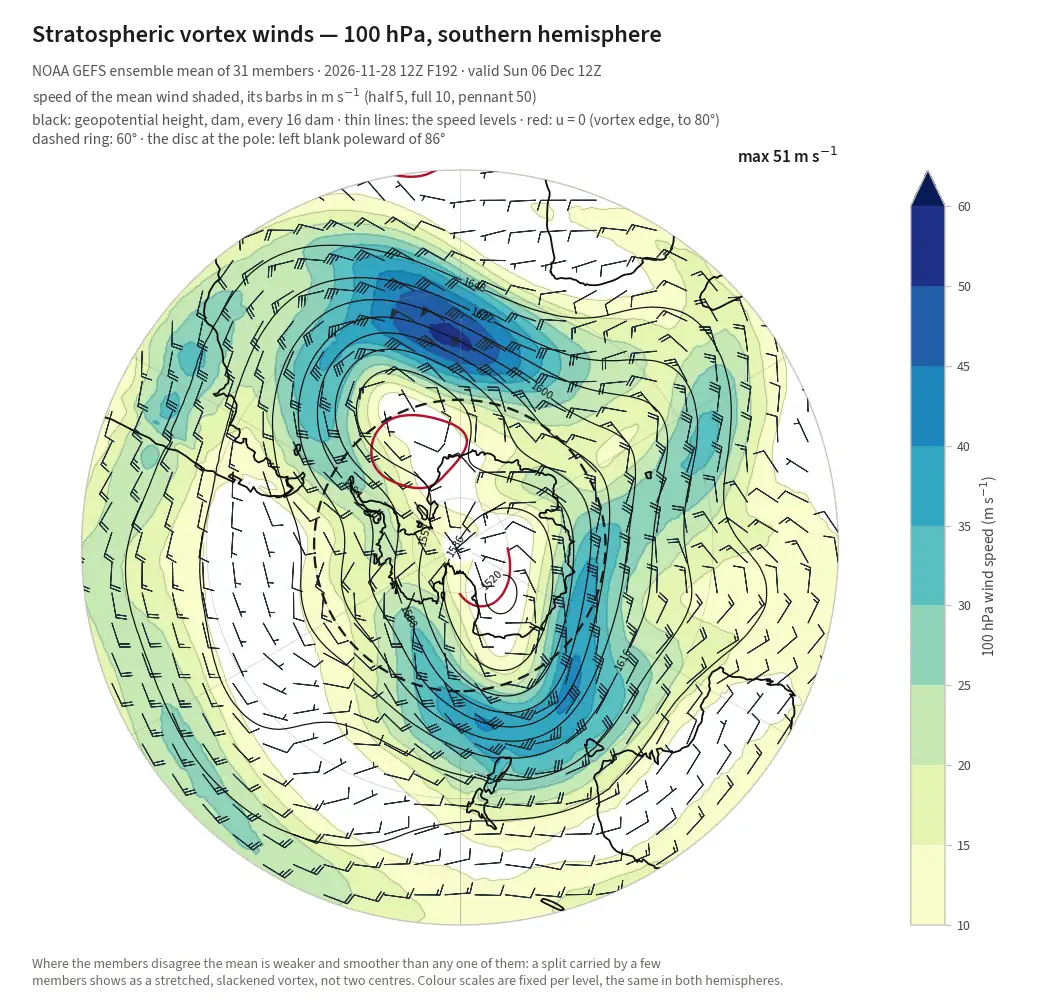 Stratospheric vortex winds — 100 hPa, southern hemisphere
NOAA GEFS ensemble mean of 31 members · 2026-11-28 12Z F192 · valid Sun 06 Dec 12Z
speed of the mean wind shaded, its barbs in m s⁻¹ (half 5, full 10, pennant 50)
black: geopotential height, dam, every 16 dam · thin lines: the speed levels · red: u = 0 (vortex edge, to 80°)
dashed ring: 60° · the disc at the pole: left blank poleward of 86°
max 51 m s⁻¹
60
50
45
40
35
30
25
20
15
10
100 hPa wind speed (m s⁻¹)
1600
1536
1520
1616
Where the members disagree the mean is weaker and smoother than any one of them: a split carried by a few
members shows as a stretched, slackened vortex, not two centres. Colour scales are fixed per level, the same in both hemispheres.